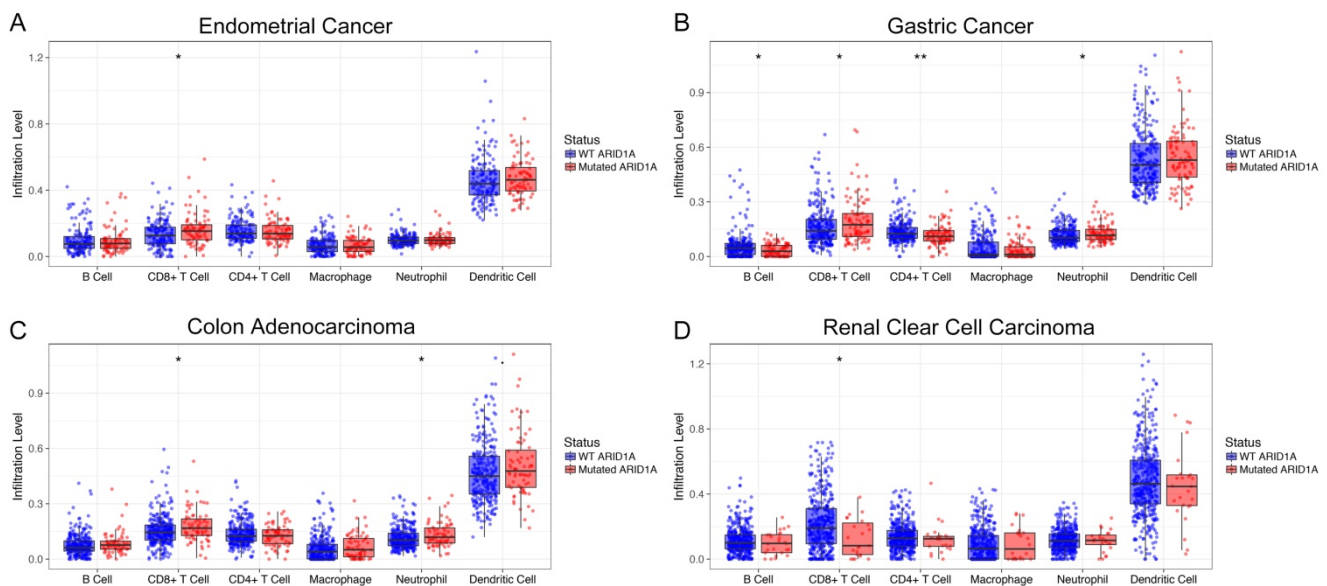 A
Endometrial Cancer
*
1.2
0.8
0.4
0.0
Infiltration Level
B Cell CD8+ T Cell CD4+ T Cell Macrophage Neutrophil Dendritic Cell
Status
WT ARID1A
Mutated ARID1A
B
Gastric Cancer
* * ** *
0.9
0.6
0.3
0.0
Infiltration Level
B Cell CD8+ T Cell CD4+ T Cell Macrophage Neutrophil Dendritic Cell
Status
WT ARID1A
Mutated ARID1A
C
Colon Adenocarcinoma
* * .
0.9
0.6
0.3
0.0
Infiltration Level
B Cell CD8+ T Cell CD4+ T Cell Macrophage Neutrophil Dendritic Cell
Status
WT ARID1A
Mutated ARID1A
D
Renal Clear Cell Carcinoma
*
1.2
0.8
0.4
0.0
Infiltration Level
B Cell CD8+ T Cell CD4+ T Cell Macrophage Neutrophil Dendritic Cell
Status
WT ARID1A
Mutated ARID1A